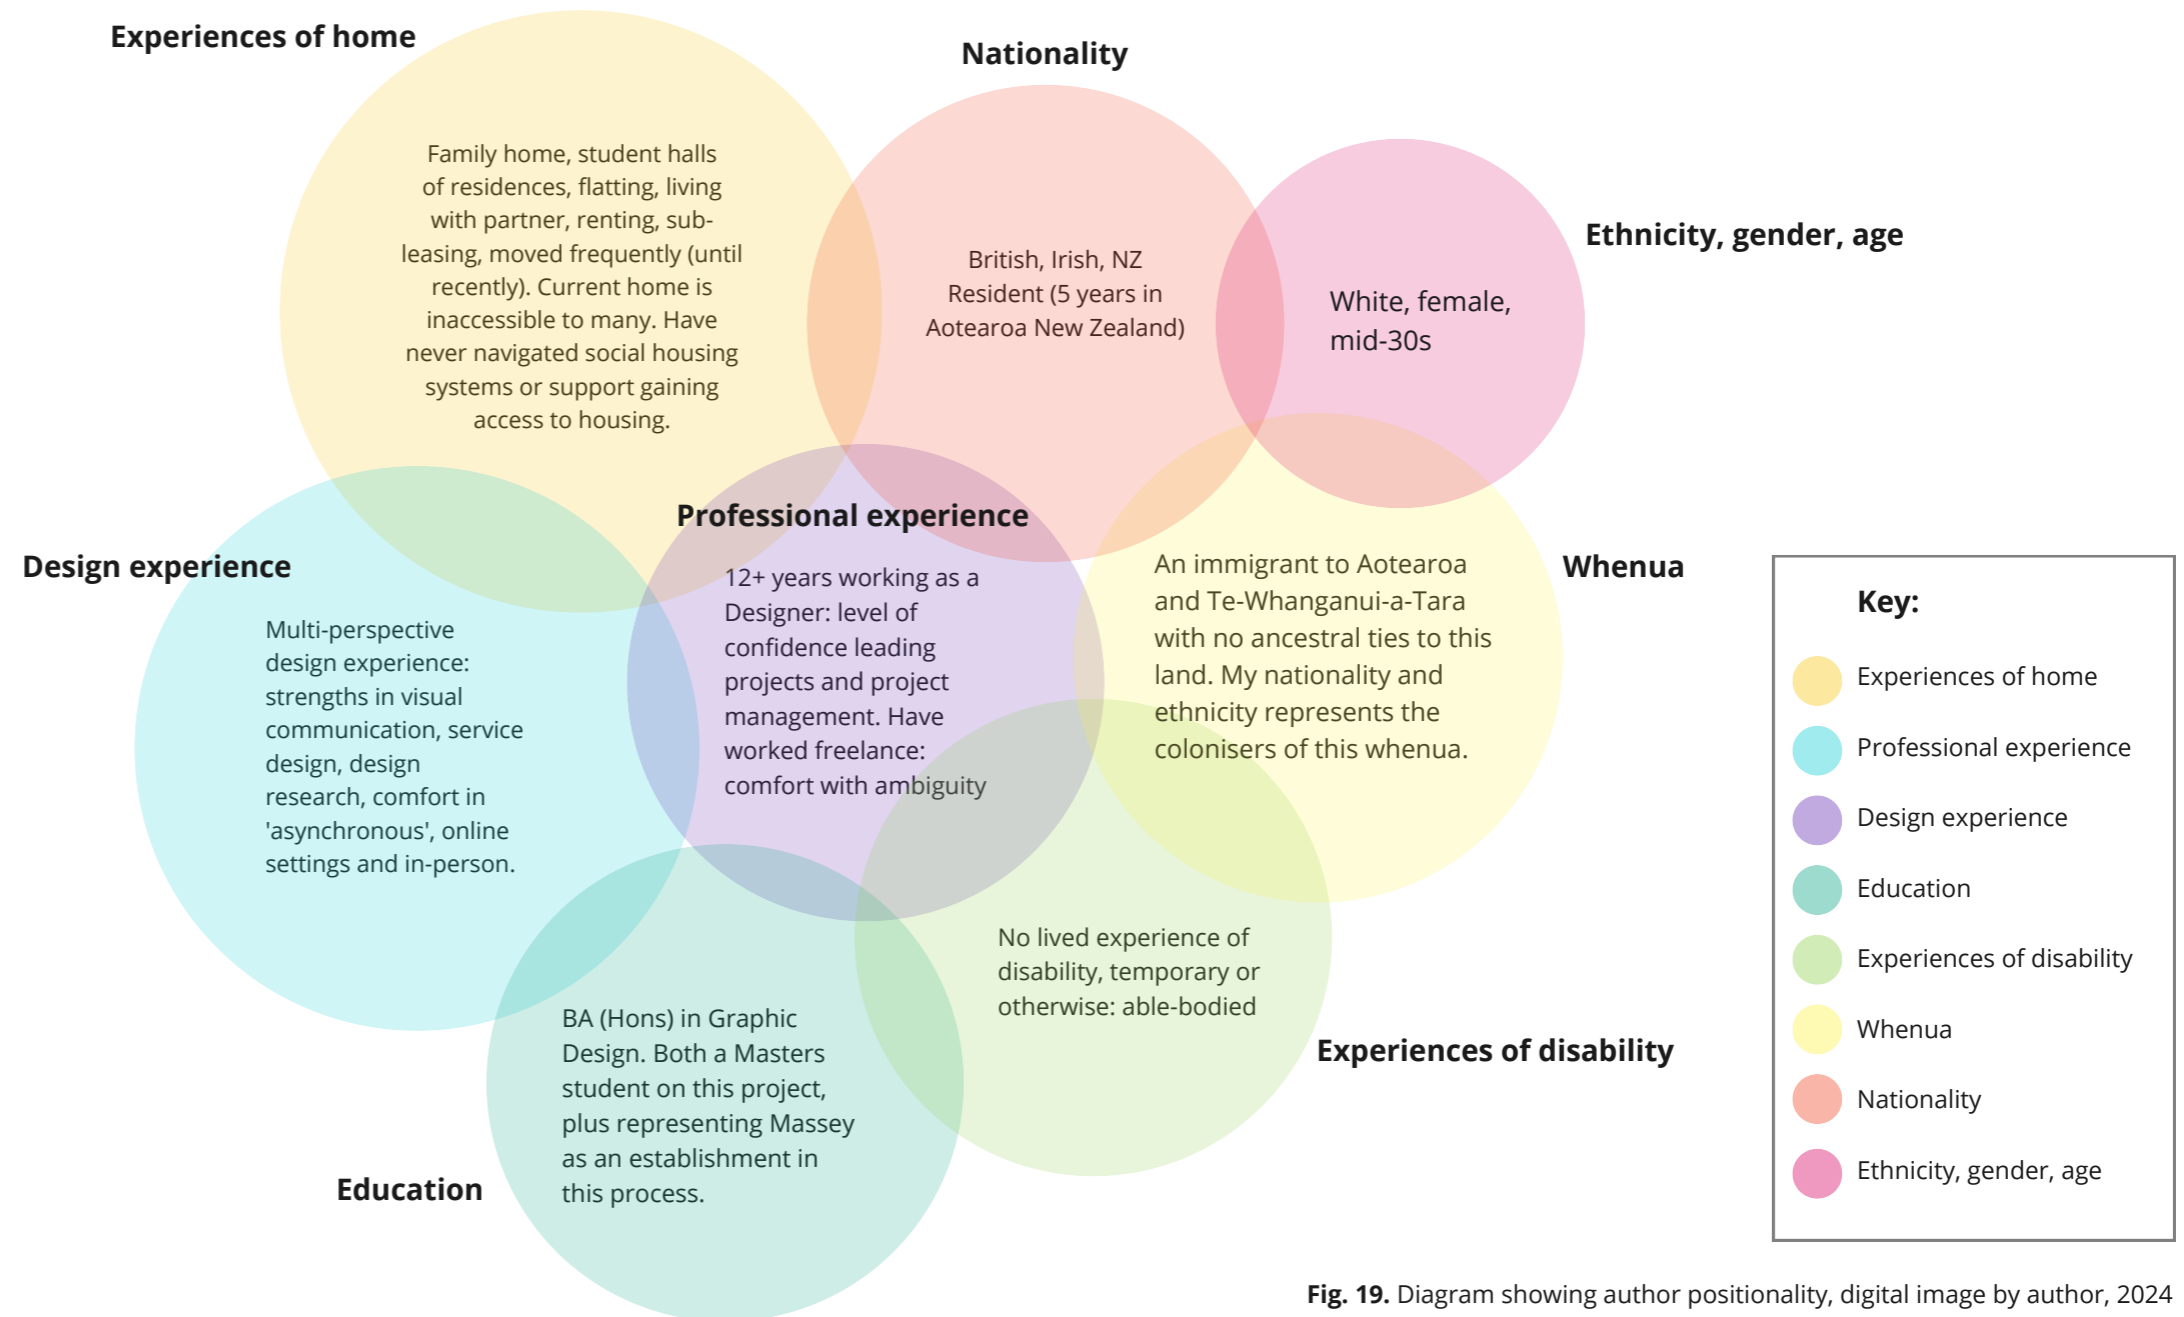 Experiences of home
Family home, student halls
of residences, flatting, living
with partner, renting, sub-
leasing, moved frequently (until
recently). Current home is
inaccessible to many. Have
never navigated social housing
systems or support gaining
access to housing.
Nationality
British, Irish, NZ
Resident (5 years in
Aotearoa New Zealand)
Ethnicity, gender, age
White, female,
mid-30s
Design experience
Multi-perspective
design experience:
strengths in visual
communication, service
design, design
research, comfort in
'asynchronous', online
settings and in-person.
Professional experience
12+ years working as a
Designer: level of
confidence leading
projects and project
management. Have
worked freelance:
comfort with ambiguity
Whenua
An immigrant to Aotearoa
and Te-Whanganui-a-Tara
with no ancestral ties to this
land. My nationality and
ethnicity represents the
colonisers of this whenua.
Education
BA (Hons) in Graphic
Design. Both a Masters
student on this project,
plus representing Massey
as an establishment in
this process.
No lived experience of
disability, temporary or
otherwise: able-bodied
Experiences of disability
Key:
Experiences of home
Professional experience
Design experience
Education
Experiences of disability
Whenua
Nationality
Ethnicity, gender, age
Fig. 19. Diagram showing author positionality, digital image by author, 2024